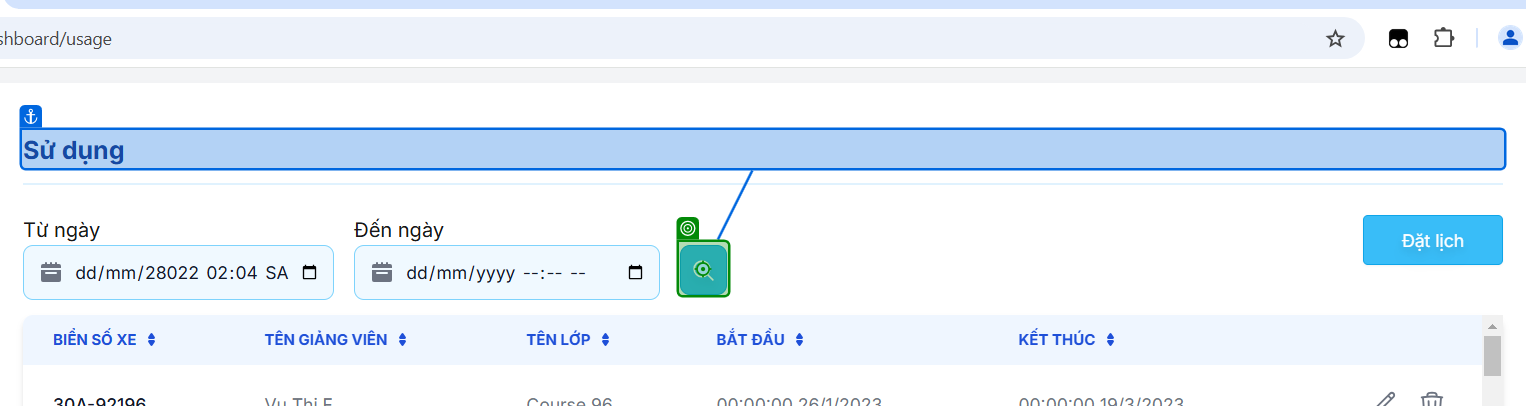 shboard/usage
Sử dụng
Từ ngày
Đến ngày
dd/mm/28022 02:04 SA
dd/mm/yyyy --:-- --
Đặt lịch
BIỂN SỐ XE
TÊN GIẢNG VIÊN
TÊN LỚP
BẮT ĐẦU
KẾT THÚC
30A-92196
Vu Thi F
Course 96
00:00:00 26/1/2023
00:00:00 19/3/2023